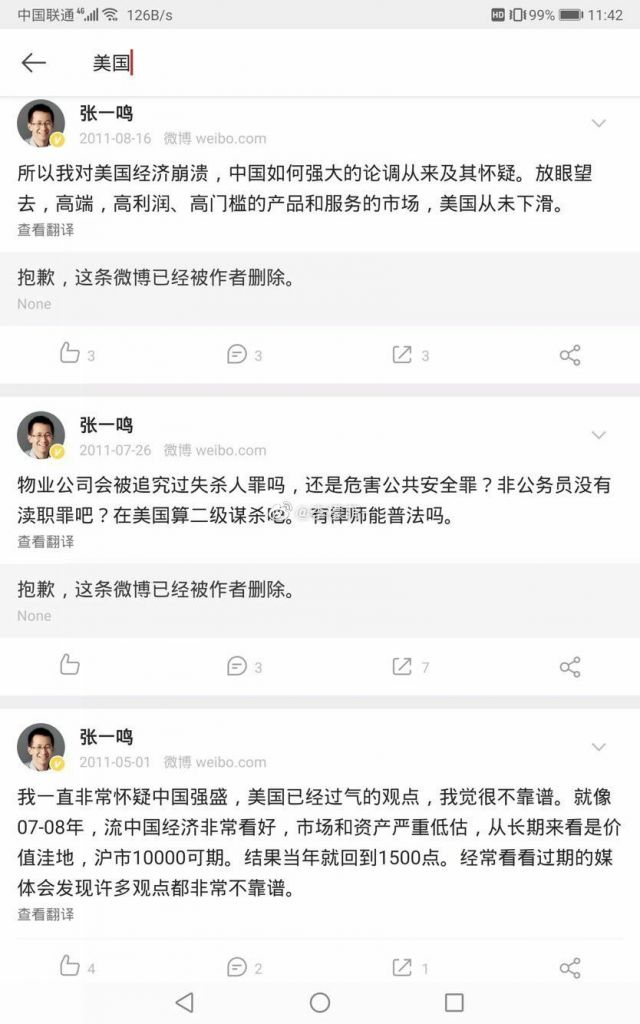 中国联通 4G 126B/s HD 99% 11:42
美国
张一鸣
2011-08-16 微博 weibo.com
所以我对美国经济崩溃，中国如何强大的论调从来及其怀疑。放眼望
去，高端，高利润、高门槛的产品和服务的市场，美国从未下滑。
查看翻译
抱歉，这条微博已经被作者删除。
None
3 3 3
张一鸣
2011-07-26 微博 weibo.com
物业公司会被追究过失杀人罪吗，还是危害公共安全罪？非公务员没有
渎职罪吧？在美国算二级谋杀吧。有律师能普法吗。
查看翻译
抱歉，这条微博已经被作者删除。
None
3 7
张一鸣
2011-05-01 微博 weibo.com
我一直非常怀疑中国强盛，美国已经过气的观点，我觉很不靠谱。就像
07-08年，流中国经济非常看好，市场和资产严重低估，从长期来看是价
值洼地，沪市10000可期。结果当年就回到1500点。经常看看过期的媒
体会发现许多观点都非常不靠谱。
查看翻译
4 2 1